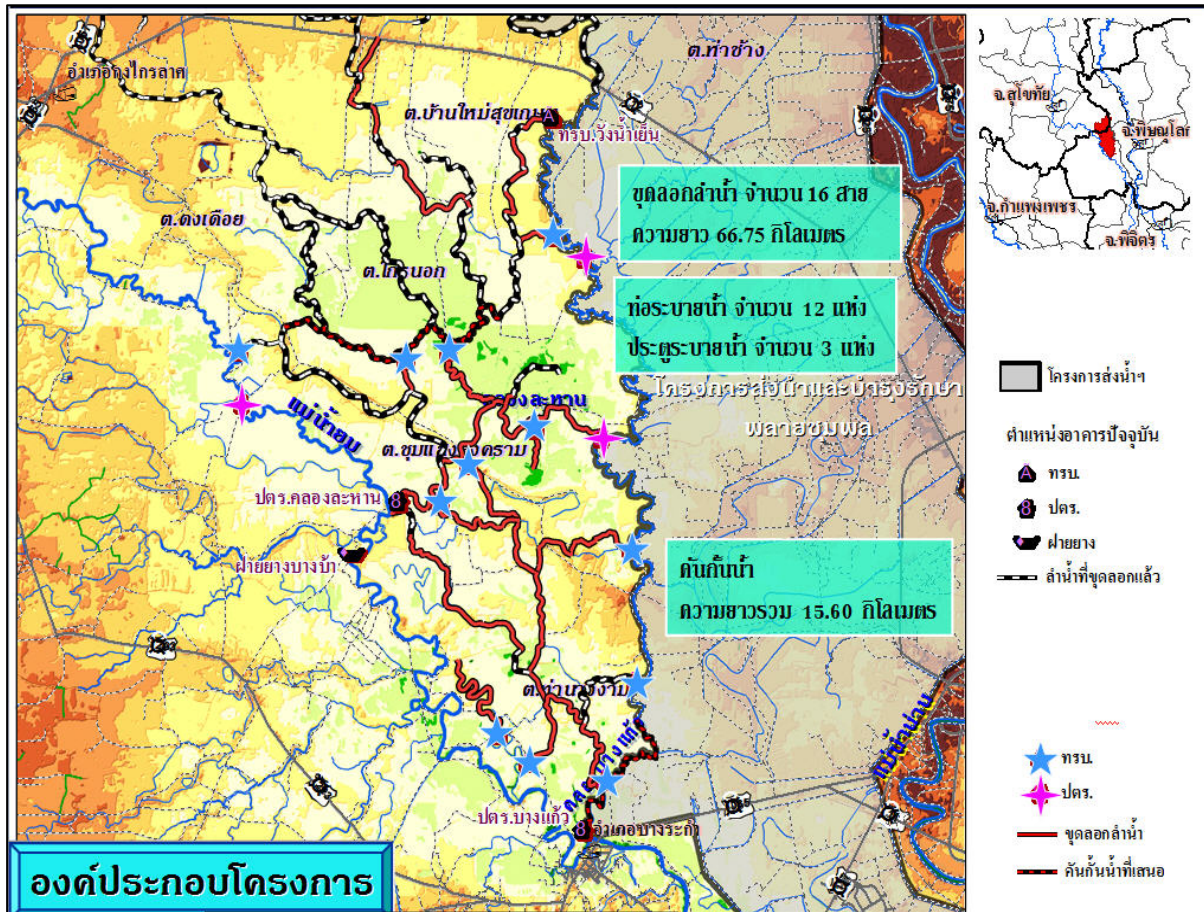 อำเภอกงไกรลาศ
ต.ท่าช้าง
ต.บ้านใหม่สุขเกษม
ทรบ.วังน้ำเย็น
ต.ดงเดือย
ต.ไกรนอก
ขุดลอกลำน้ำ จำนวน 16 สาย
ความยาว 66.75 กิโลเมตร
ท่อระบายน้ำ จำนวน 12 แห่ง
ประตูระบายน้ำ จำนวน 3 แห่ง
โครงการส่งน้ำและบำรุงรักษา
พลายชุมพล
แม่น้ำยม
ปตร.คลองละหาน
ฝายยางบางบ้า
คันกั้นน้ำ
ความยาวรวม 15.60 กิโลเมตร
ต.ท่านางงาม
แม่น้ำน่าน
ปตร.บางแก้ว
อำเภอบางระกำ
องค์ประกอบโครงการ
จ.สุโขทัย
จ.พิษณุโลก
จ.กำแพงเพชร
จ.พิจิตร
โครงการส่งน้ำฯ
ตำแหน่งอาคารปัจจุบัน
A ทรบ.
8 ปตร.
ฝายยาง
ลำน้ำที่ขุดลอกแล้ว
ทรบ.
ปตร.
ขุดลอกลำน้ำ
คันกั้นน้ำที่เสนอ